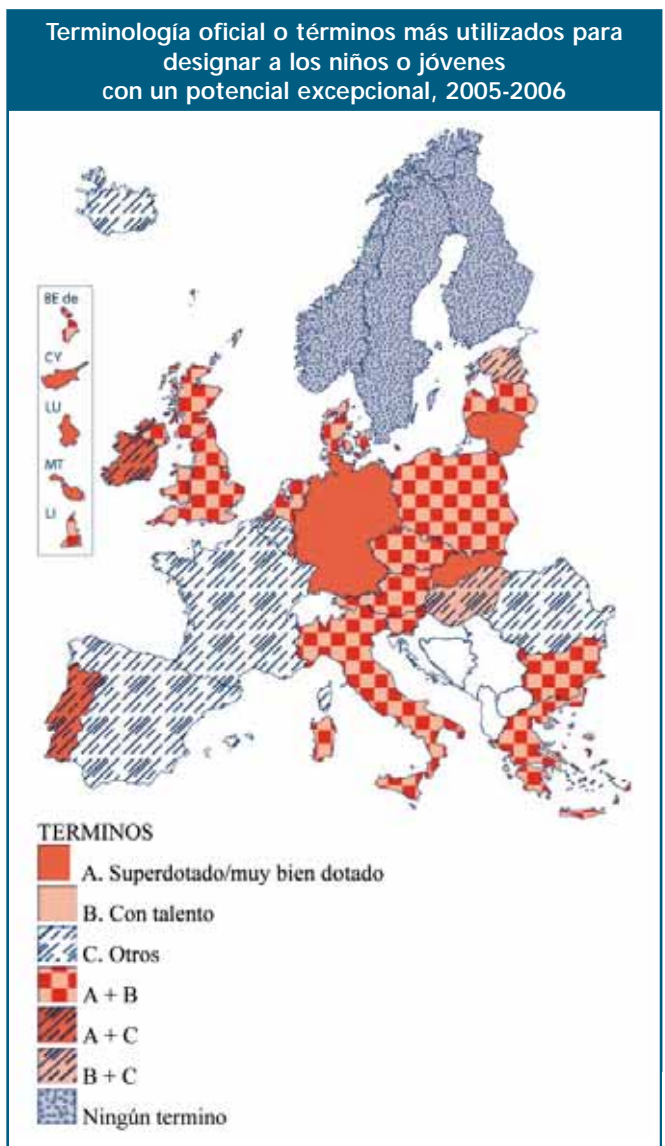 Terminología oficial o términos más utilizados para
designar a los niños o jóvenes
con un potencial excepcional, 2005-2006
BE de
CY
LU
MT
LI
TERMINOS
A. Superdotado/muy bien dotado
B. Con talento
C. Otros
A + B
A + C
B + C
Ningún termino